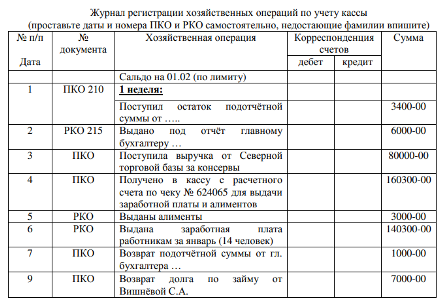 Журнал регистрации хозяйственных операций по учету кассы
(проставьте даты и номера ПКО и РКО самостоятельно, недостающие фамилии впишите)
№ п/п № Хозяйственная операция Корреспонденция Сумма
документа счетов
Дата дебет кредит
Сальдо на 01.02 (по лимиту)
1 ПКО 210 1 неделя:
Поступил остаток подотчётной 3400-00
суммы от …..
2 РКО 215 Выдано под отчёт главному 6000-00
бухгалтеру …
3 ПКО Поступила выручка от Северной 80000-00
торговой базы за консервы
4 ПКО Получено в кассу с расчетного 160300-00
счета по чеку № 624065 для выдачи
заработной платы и алиментов
5 РКО Выданы алименты 3000-00
6 РКО Выдана заработная плата 140300-00
работникам за январь (14 человек)
7 ПКО Возврат подотчётной суммы от гл. 1000-00
бухгалтера …
9 ПКО Возврат долга по займу от 7000-00
Вишнёвой С.А.